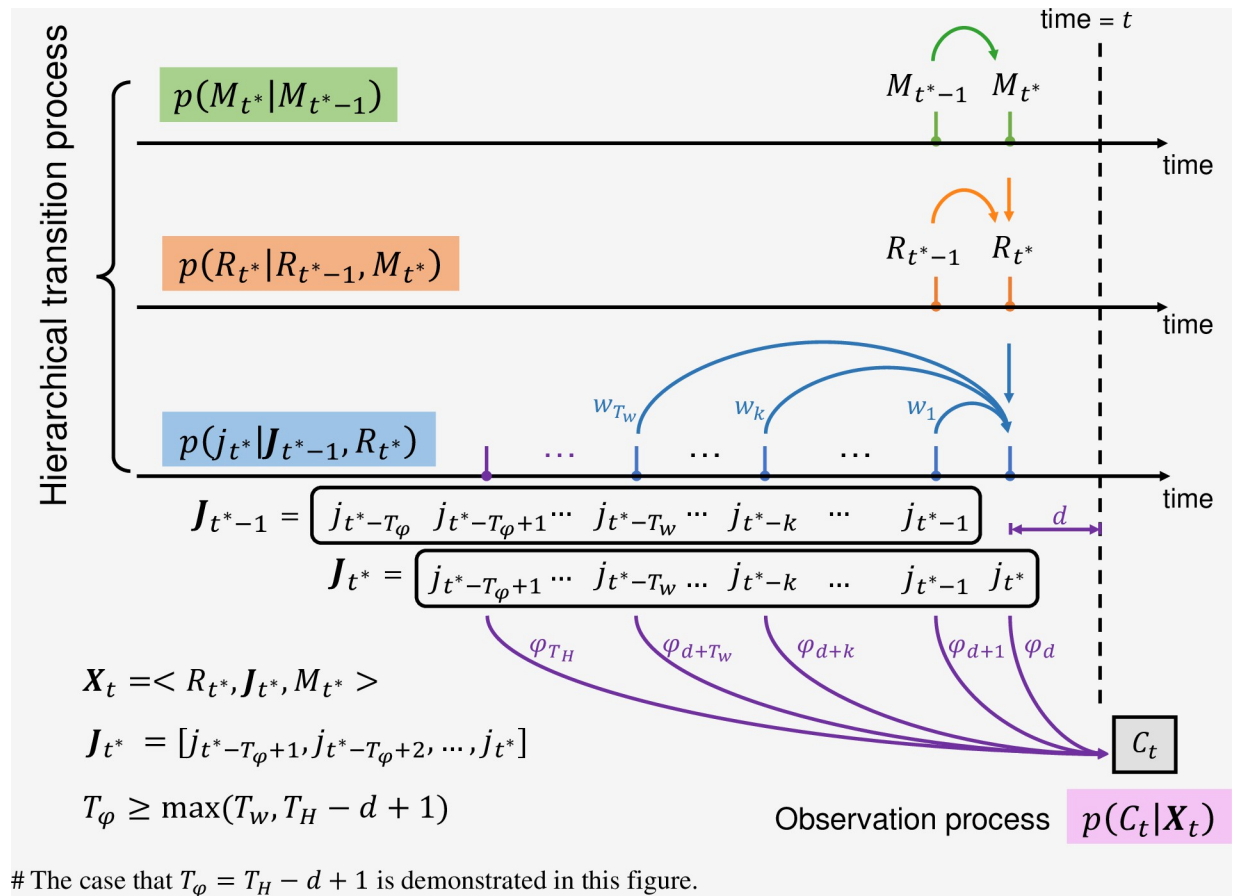 time = t
Hierarchical transition process
p(M_{t*}|M_{t*-1})
M_{t*-1} M_{t*}
time
p(R_{t*}|R_{t*-1}, M_{t*})
R_{t*-1} R_{t*}
time
w_{T_w} w_k w_1
p(j_{t*}|J_{t*-1}, R_{t*})
... ... ...
time
J_{t*-1} = j_{t*-T_φ} j_{t*-T_φ+1} ... j_{t*-T_w} ... j_{t*-k} ... j_{t*-1}
d
J_{t*} = j_{t*-T_φ+1} ... j_{t*-T_w} ... j_{t*-k} ... j_{t*-1} j_{t*}
φ_{T_H} φ_{d+T_w} φ_{d+k} φ_{d+1} φ_d
X_t =< R_{t*}, J_{t*}, M_{t*} >
J_{t*} = [j_{t*-T_φ+1}, j_{t*-T_φ+2}, ... , j_{t*}]
C_t
T_φ ≥ max(T_w, T_H − d + 1)
Observation process p(C_t|X_t)
# The case that T_φ = T_H − d + 1 is demonstrated in this figure.